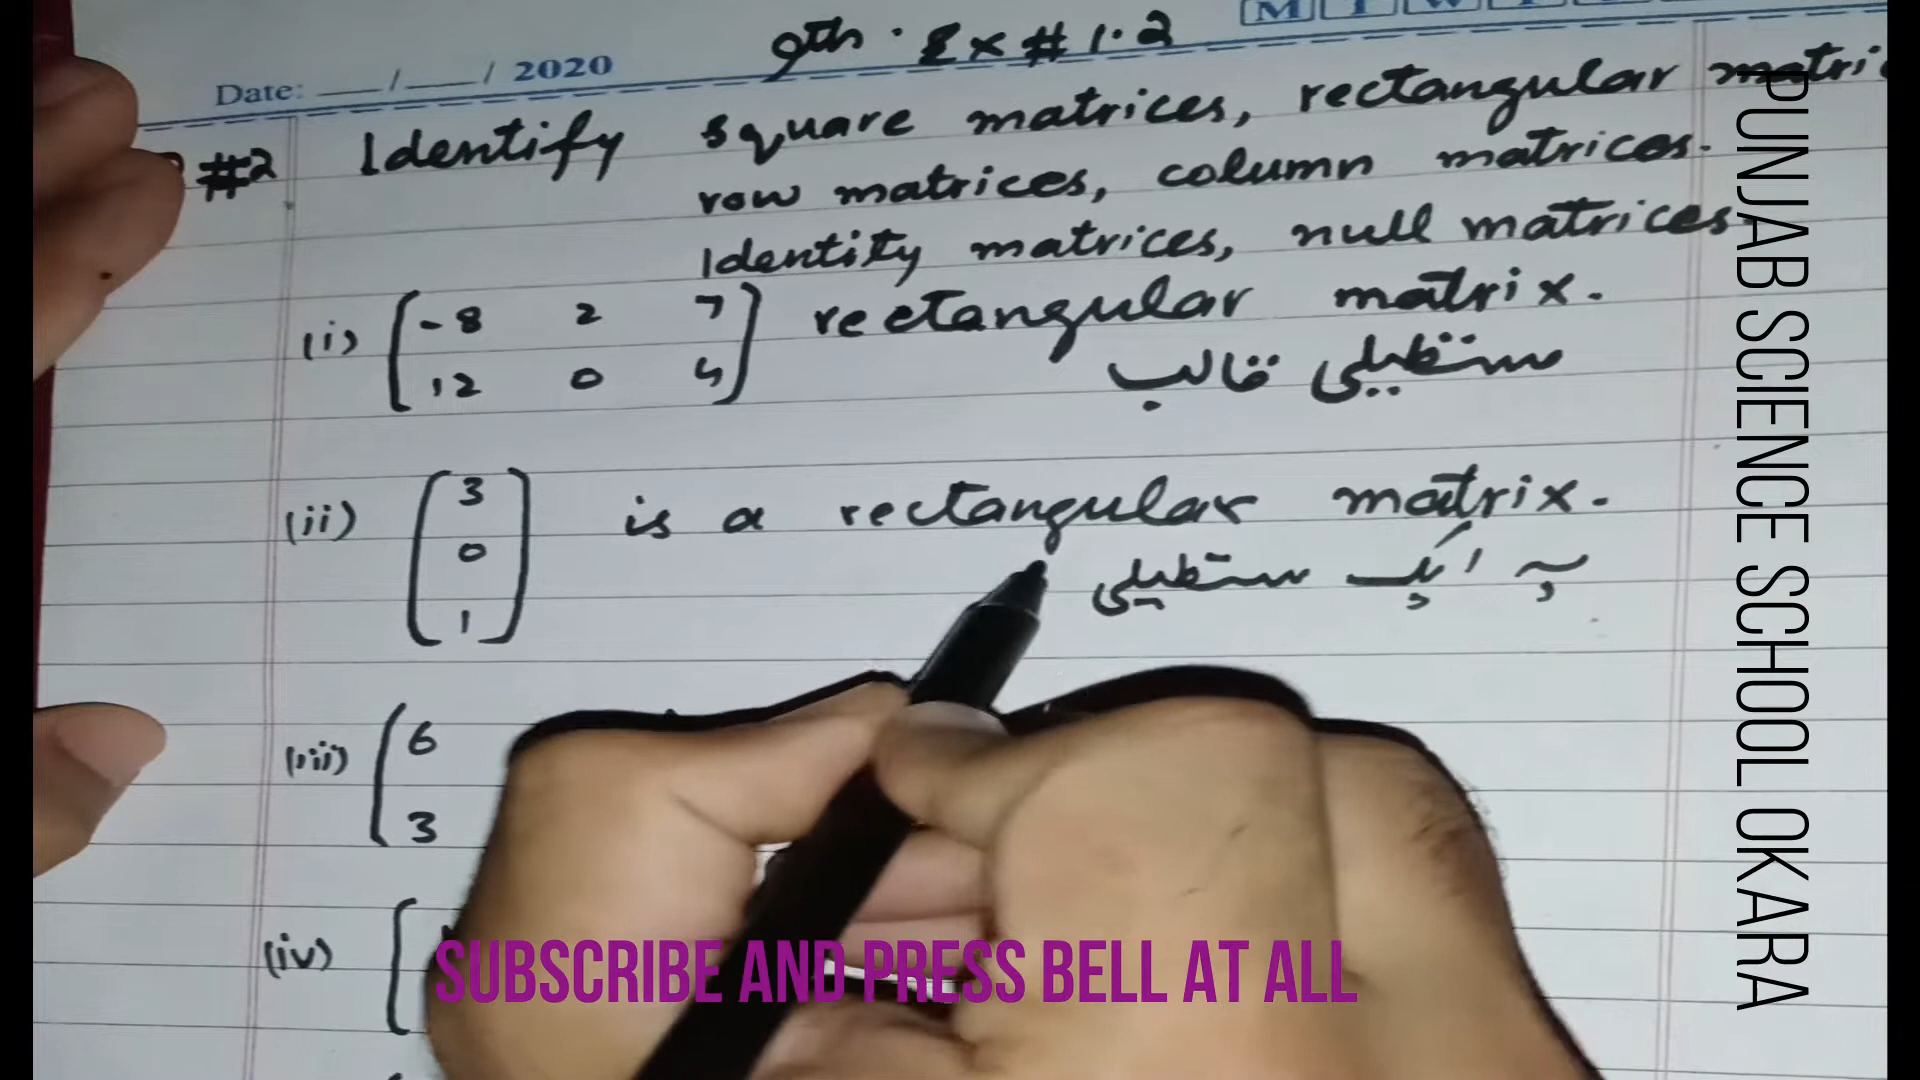 9th. Ex # 1.2
Date: __/__/ 2020
#2 Identify square matrices, rectangular matric
row matrices, column matrices.
Identity matrices, null matrices
(i) [-8 2 7
12 0 4] rectangular matrix.
مستطیلی قالب
(ii) [3
0
1] is a rectangular matrix.
یہ ایک مستطیلی
(iii) [6
3
(iv) [
SUBSCRIBE AND PRESS BELL AT ALL
PUNJAB SCIENCE SCHOOL OKARA